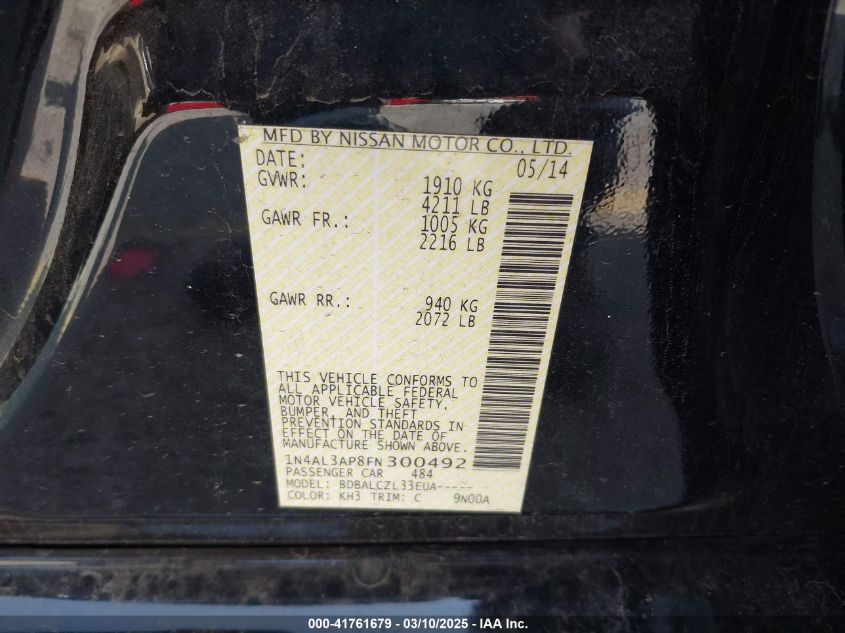 MFD BY NISSAN MOTOR CO., LTD.
DATE: 05/14
GVWR: 1910 KG
4211 LB
GAWR FR.: 1005 KG
2216 LB
GAWR RR.: 940 KG
2072 LB
THIS VEHICLE CONFORMS TO
ALL APPLICABLE FEDERAL
MOTOR VEHICLE SAFETY,
BUMPER, AND THEFT
PREVENTION STANDARDS IN
EFFECT ON THE DATE OF
MANUFACTURE SHOWN ABOVE.
1N4AL3AP8FN300492
PASSENGER CAR 484
MODEL: BDBALCZL33EUA-----
COLOR: KH3 TRIM: C 9N00A
000-41761679 — 03/10/2025 — IAA Inc.